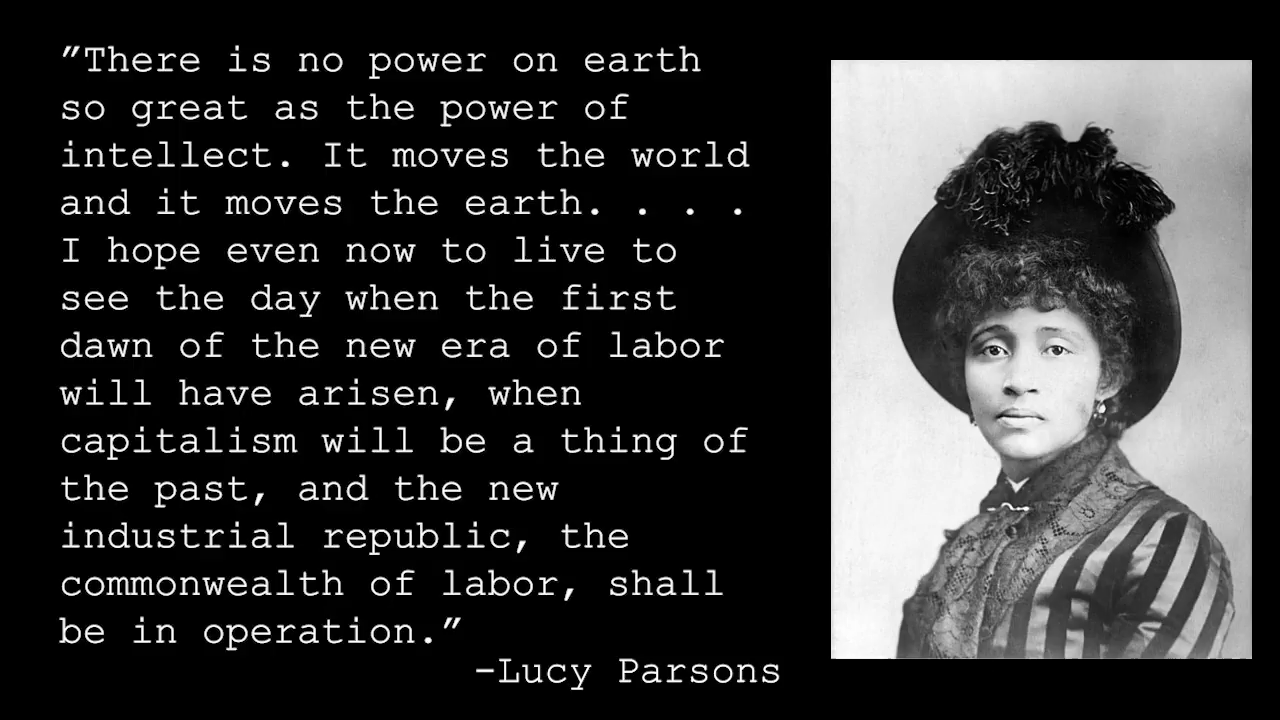 "There is no power on earth
so great as the power of
intellect. It moves the world
and it moves the earth. . . .
I hope even now to live to
see the day when the first
dawn of the new era of labor
will have arisen, when
capitalism will be a thing of
the past, and the new
industrial republic, the
commonwealth of labor, shall
be in operation."
-Lucy Parsons